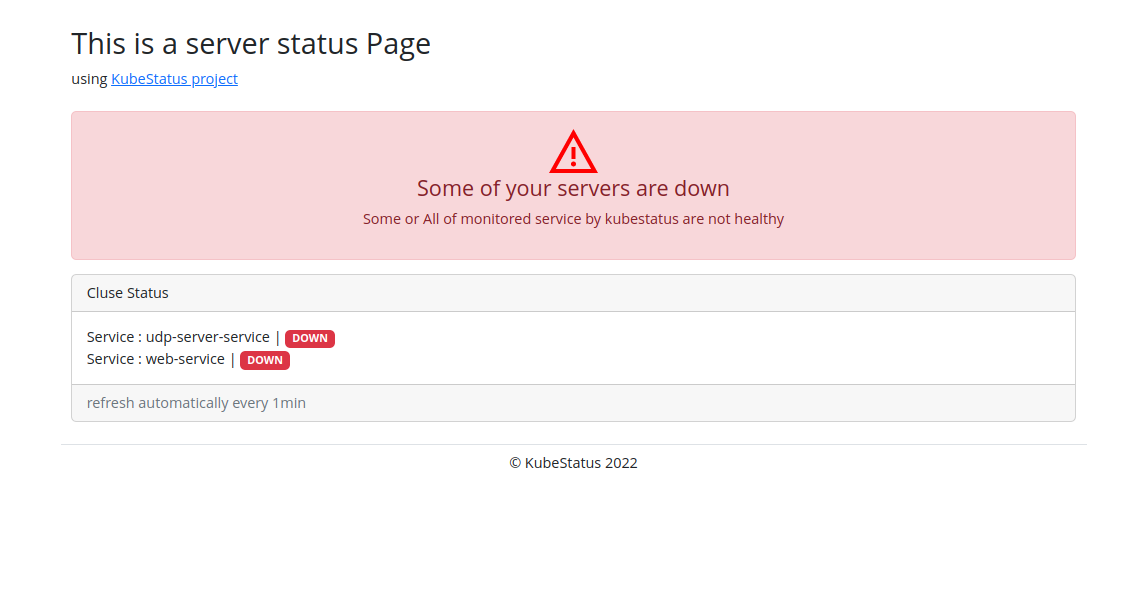 This is a server status Page
using KubeStatus project
Some of your servers are down
Some or All of monitored service by kubestatus are not healthy
Cluse Status
Service : udp-server-service | DOWN
Service : web-service | DOWN
refresh automatically every 1min
© KubeStatus 2022